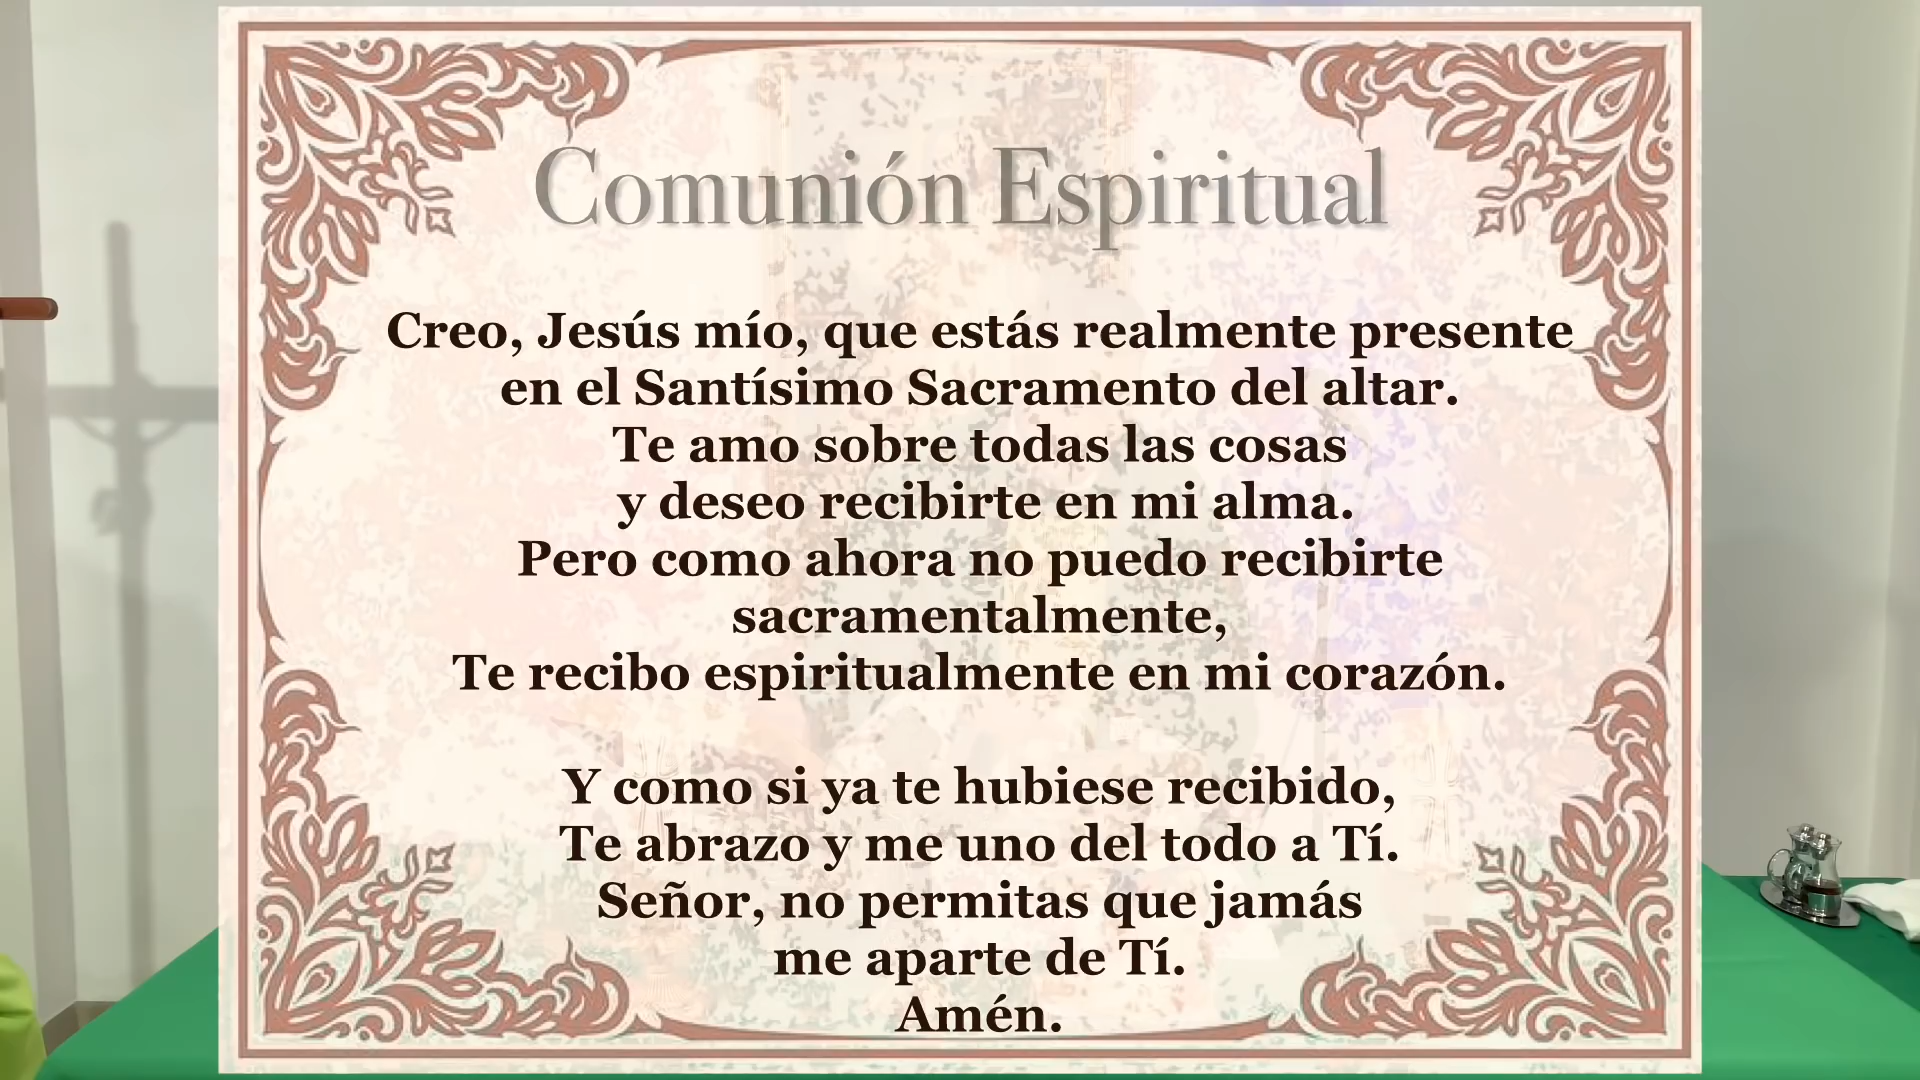 Comunión Espiritual
Creo, Jesús mío, que estás realmente presente
en el Santísimo Sacramento del altar.
Te amo sobre todas las cosas
y deseo recibirte en mi alma.
Pero como ahora no puedo recibirte
sacramentalmente,
Te recibo espiritualmente en mi corazón.
Y como si ya te hubiese recibido,
Te abrazo y me uno del todo a Tí.
Señor, no permitas que jamás
me aparte de Tí.
Amén.